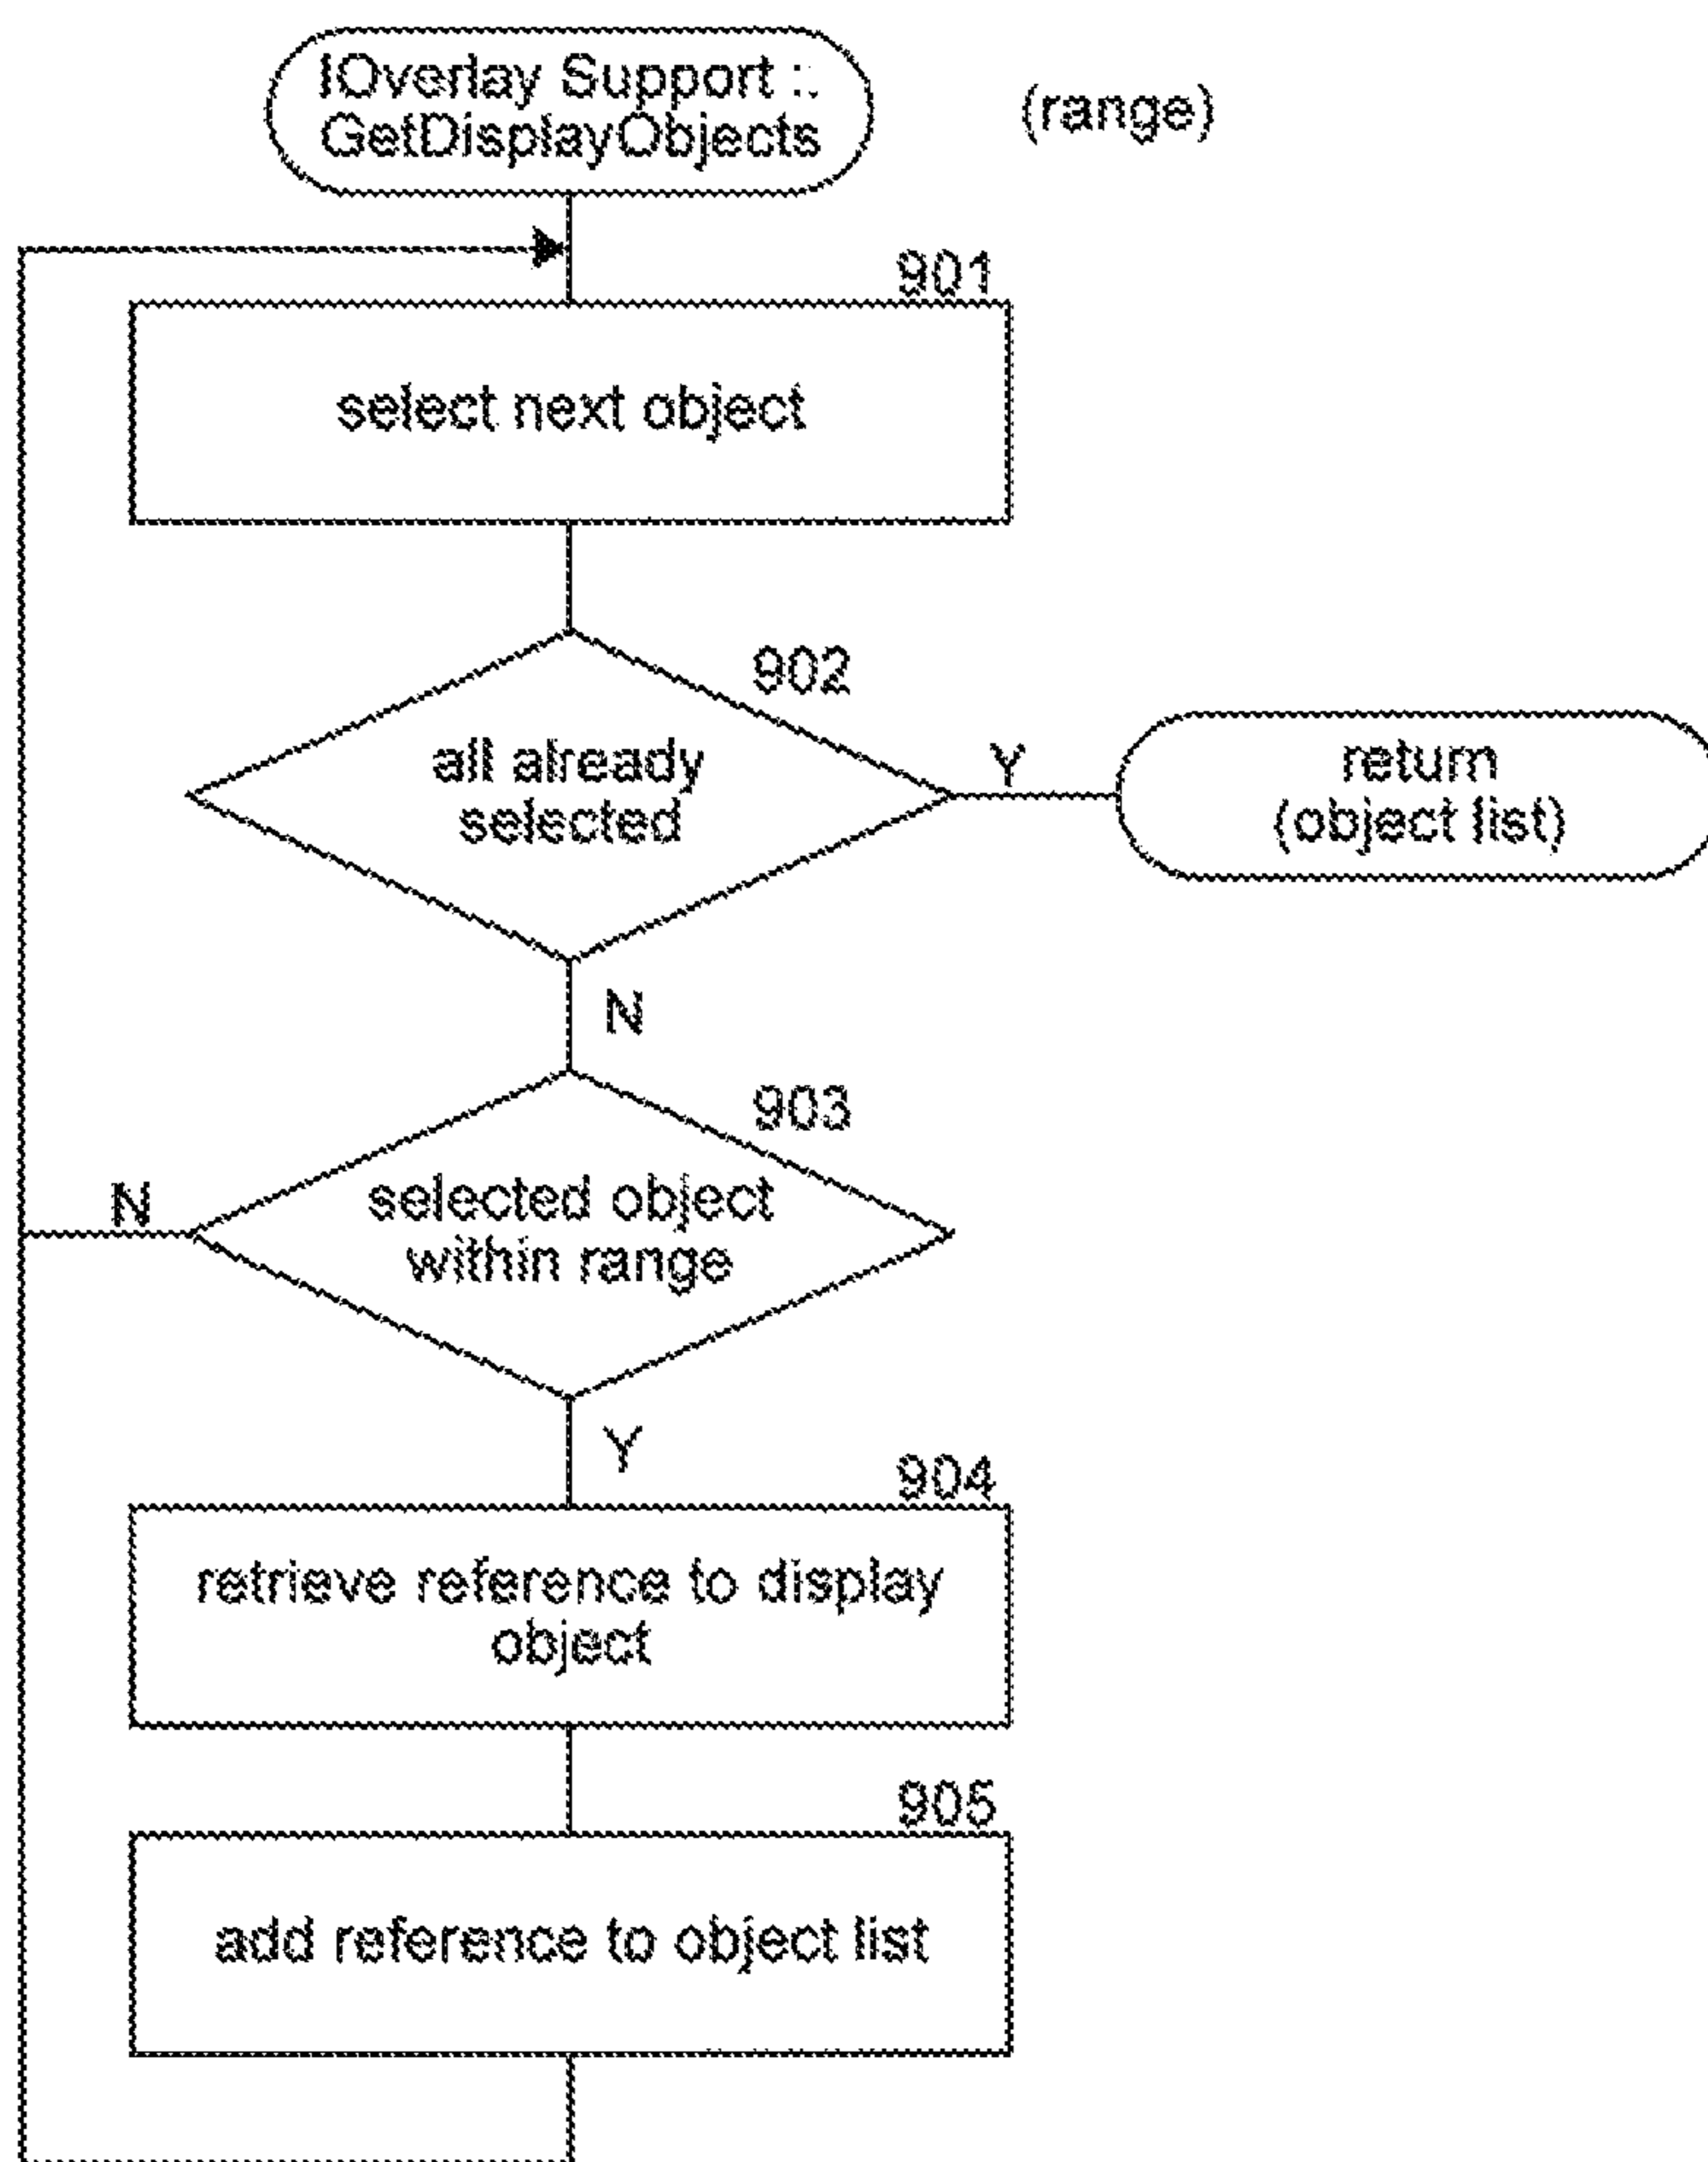 IOverlay Support ::
GetDisplayObjects
(range)
901
select next object
902
all already
selected
Y
return
(object list)
N
903
selected object
within range
N
Y
904
retrieve reference to display
object
905
add reference to object list